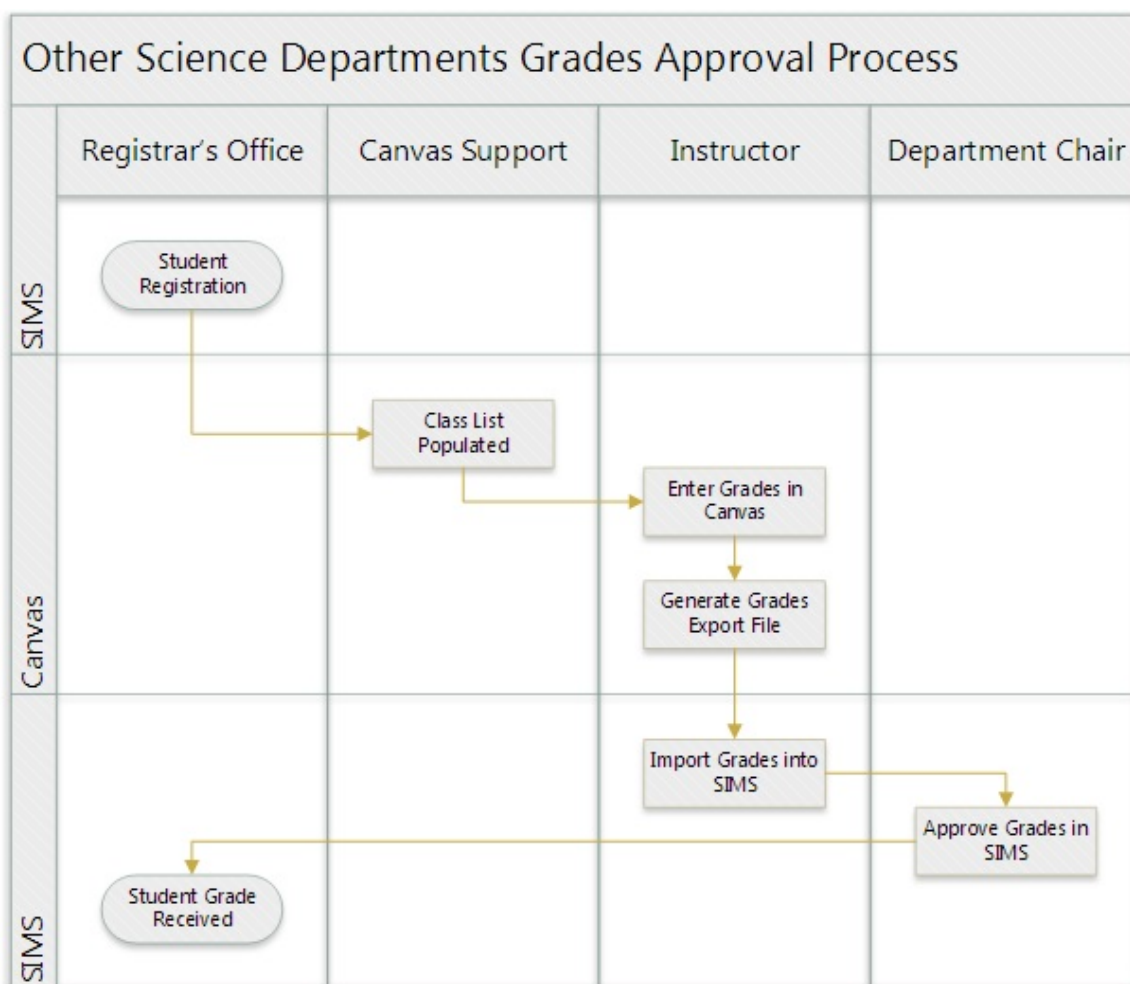 Other Science Departments Grades Approval Process
Registrar's Office
Canvas Support
Instructor
Department Chair
SIMS
Student
Registration
Canvas
Class List
Populated
Enter Grades in
Canvas
Generate Grades
Export File
SIMS
Import Grades into
SIMS
Approve Grades in
SIMS
Student Grade
Received